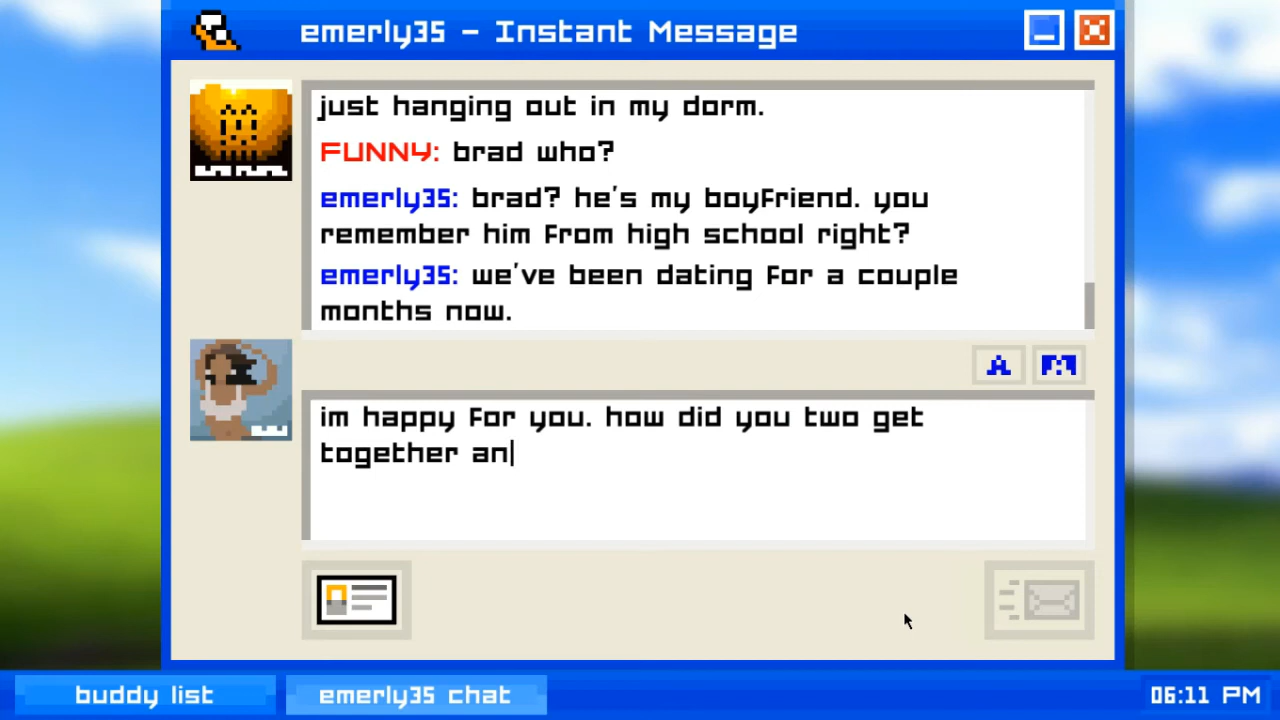 emerly35 - Instant Message
just hanging out in my dorm.
FUNNY: brad who?
emerly35: brad? he's my boyfriend. you
remember him from high school right?
emerly35: we've been dating for a couple
months now.
A
im happy for you. how did you two get
together an
buddy list
emerly35 chat
06:11 PM